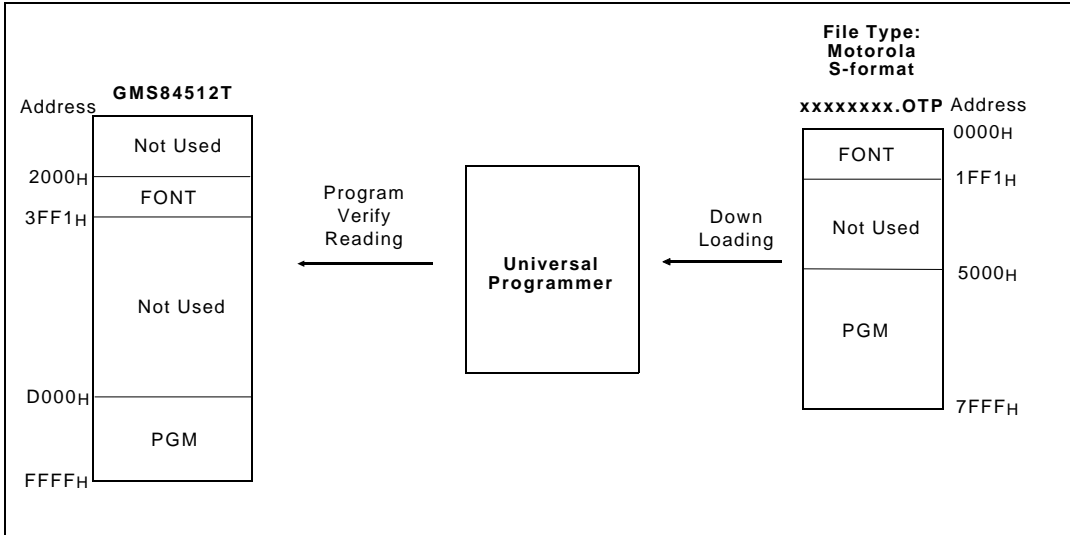 GMS84512T
Address
Not Used
2000H
FONT
3FF1H
Not Used
D000H
PGM
FFFFH
Program
Verify
Reading
Universal
Programmer
Down
Loading
File Type:
Motorola
S-format
xxxxxxxx.OTP Address
0000H
FONT
1FF1H
Not Used
5000H
PGM
7FFFH